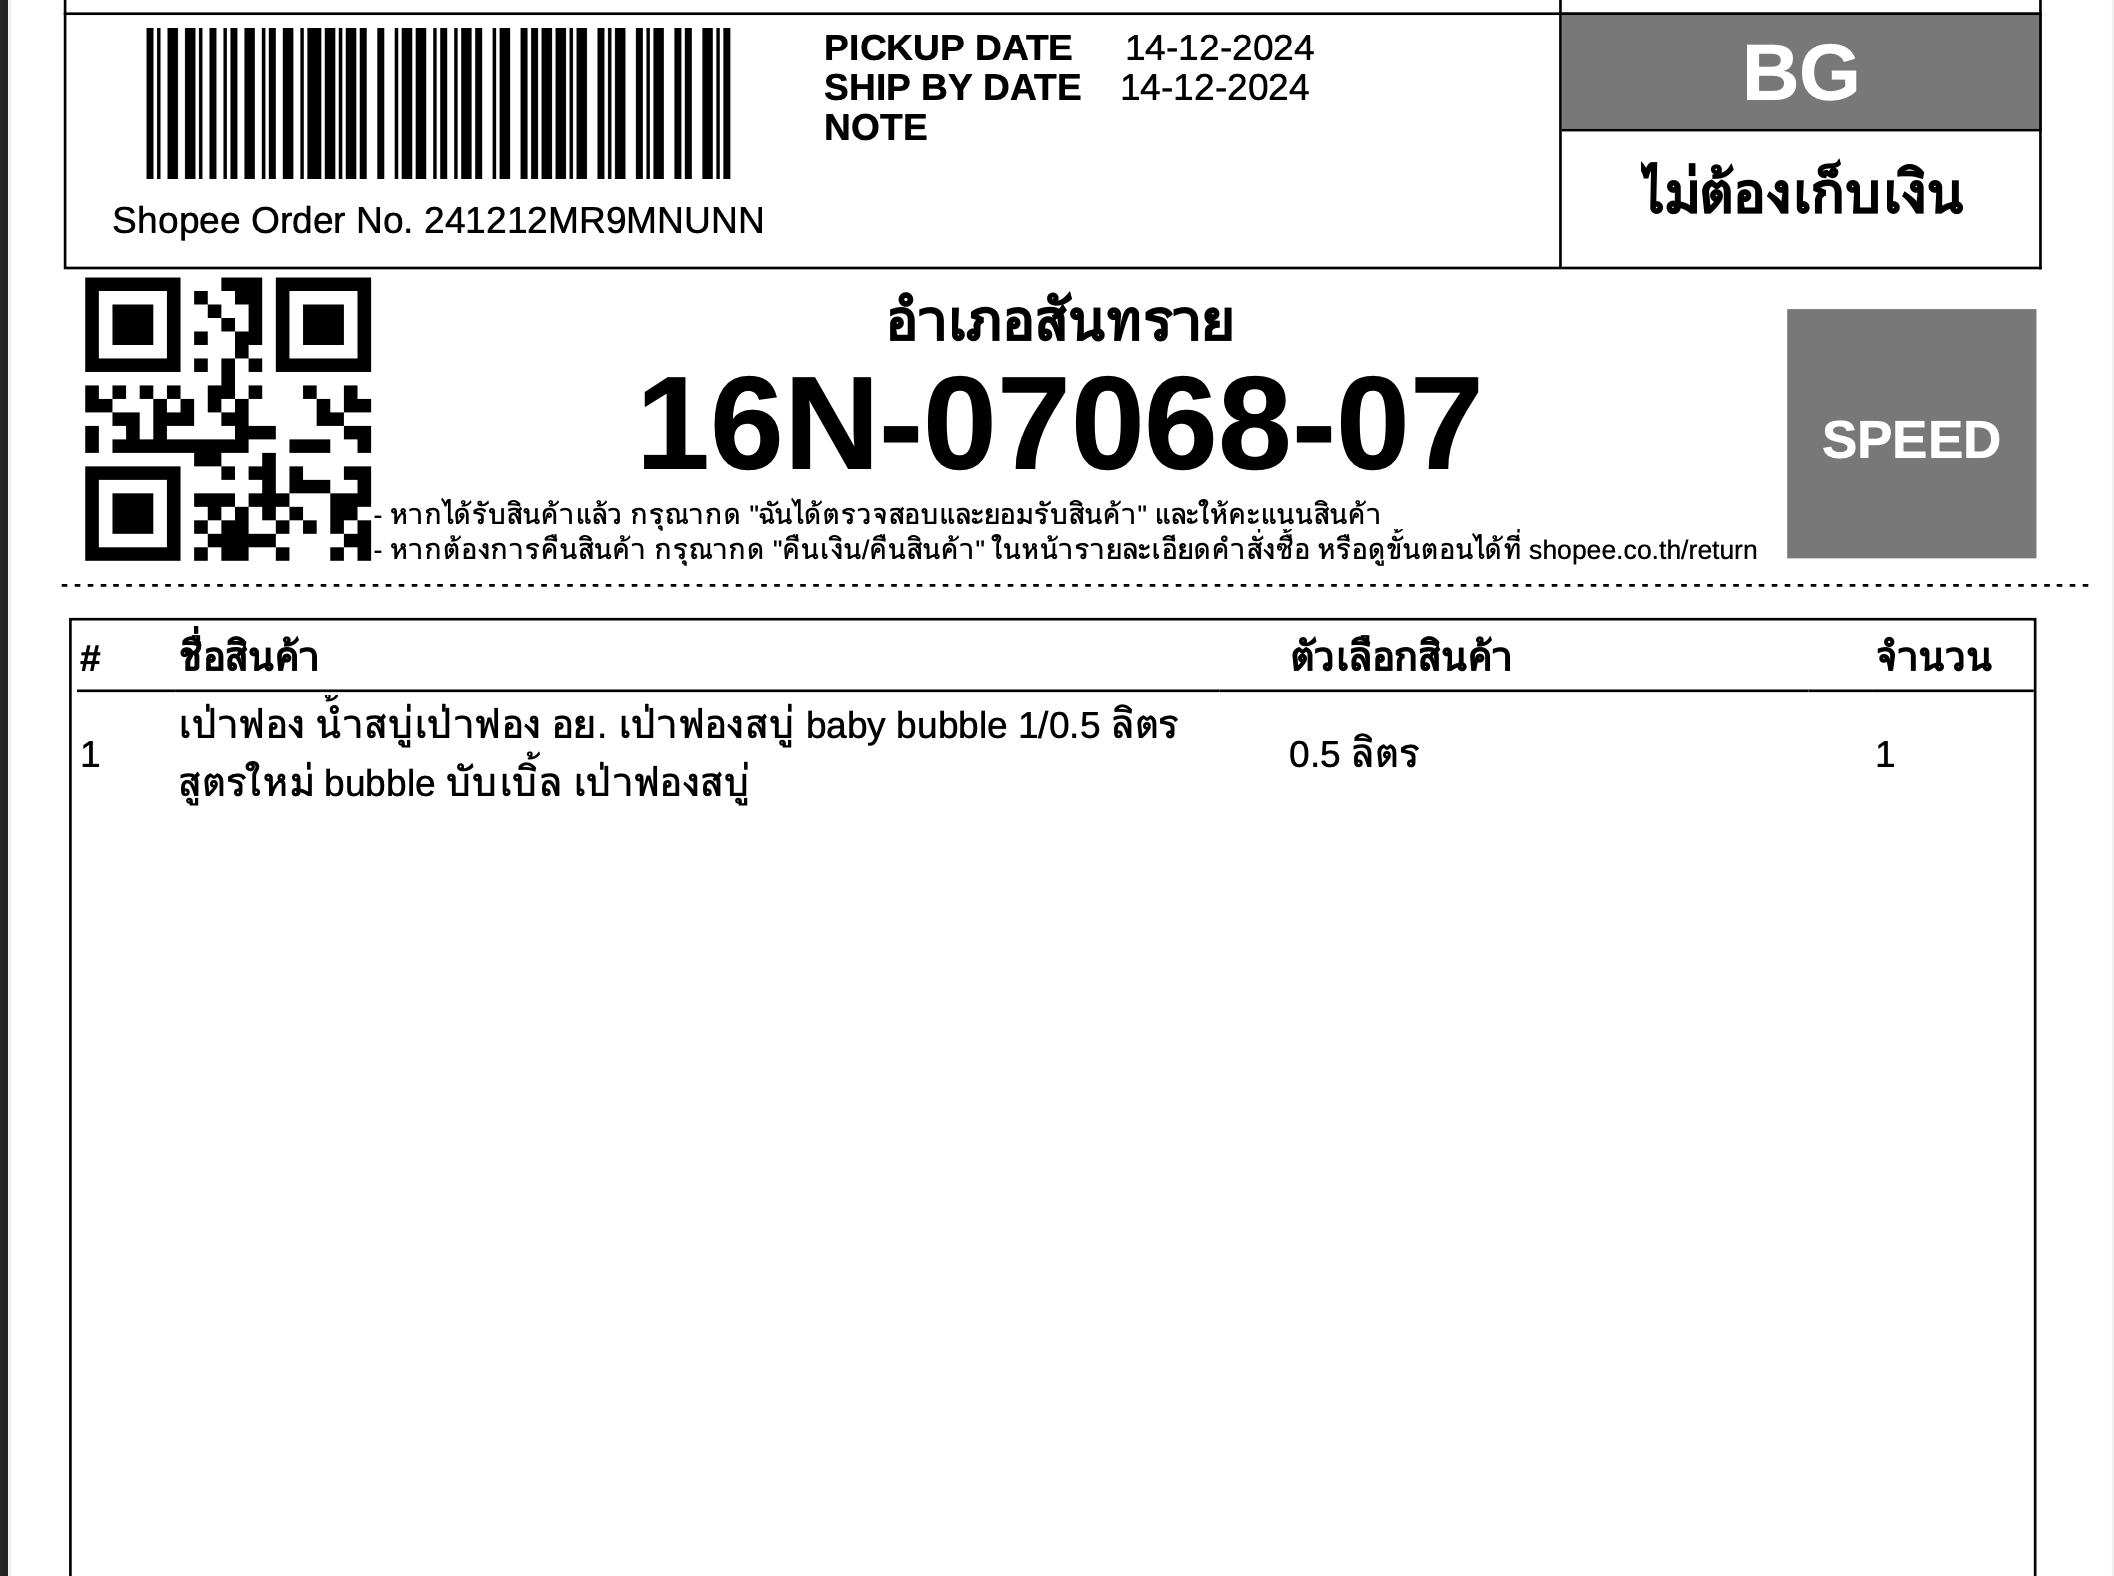 PICKUP DATE 14-12-2024
SHIP BY DATE 14-12-2024
NOTE
BG
ไม่ต้องเก็บเงิน
Shopee Order No. 241212MR9MNUNN
อำเภอสันทราย
16N-07068-07
SPEED
- หากได้รับสินค้าแล้ว กรุณากด "ฉันได้ตรวจสอบและยอมรับสินค้า" และให้คะแนนสินค้า
- หากต้องการคืนสินค้า กรุณากด "คืนเงิน/คืนสินค้า" ในหน้ารายละเอียดคำสั่งซื้อ หรือดูขั้นตอนได้ที่ shopee.co.th/return
# ชื่อสินค้า ตัวเลือกสินค้า จำนวน
1 เป่าฟอง น้ำสบู่เป่าฟอง อย. เป่าฟองสบู่ baby bubble 1/0.5 ลิตร 0.5 ลิตร 1
สูตรใหม่ bubble บับเบิ้ล เป่าฟองสบู่